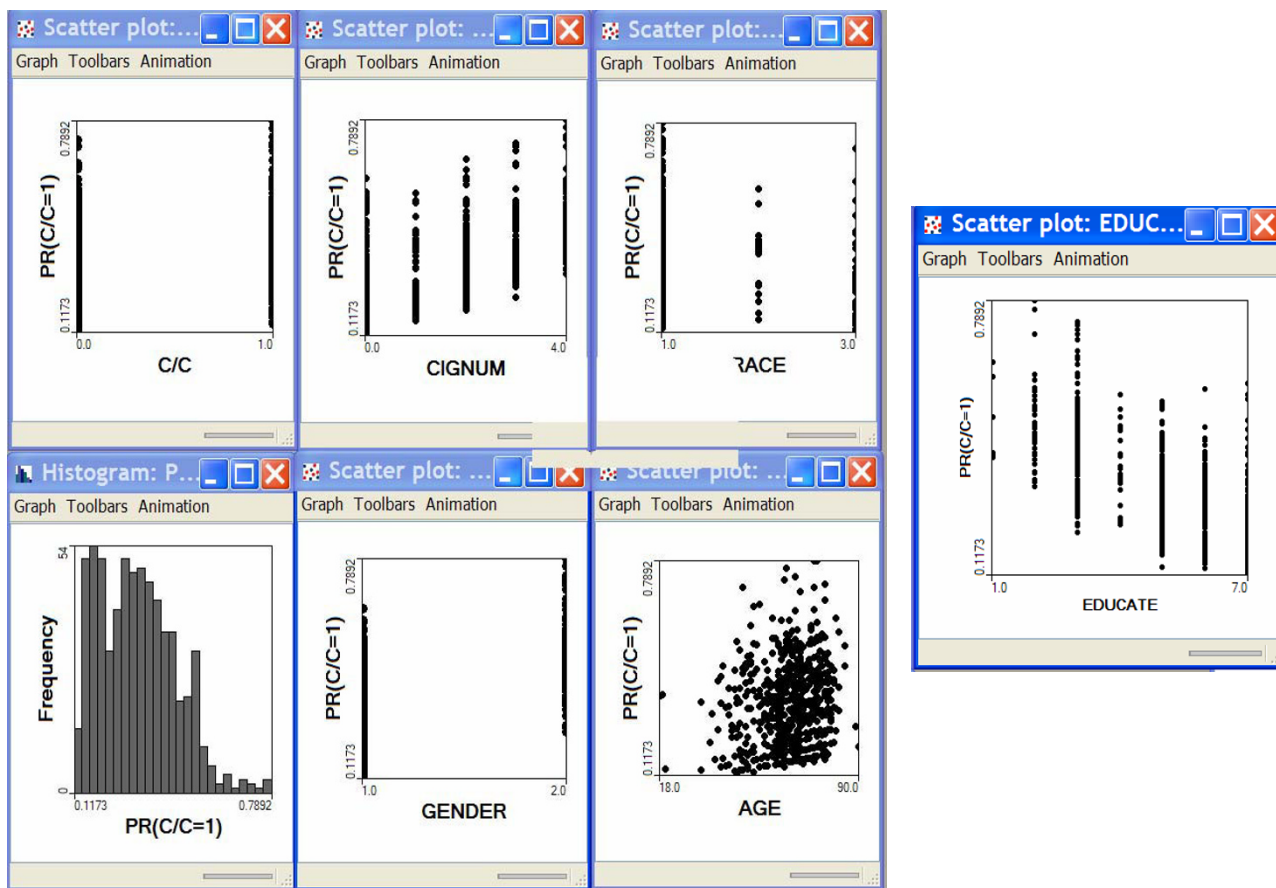 Scatter plot:...
Graph Toolbars Animation
PR(C/C=1)
0.7892
0.1173
0.0
1.0
C/C
Scatter plot: ...
Graph Toolbars Animation
PR(C/C=1)
0.7892
0.1173
0.0
4.0
CIGNUM
Scatter plot:...
Graph Toolbars Animation
PR(C/C=1)
0.7892
0.1173
1.0
3.0
RACE
Histogram: P...
Graph Toolbars Animation
Frequency
54
0
0.1173
0.7892
PR(C/C=1)
Scatter plot: ...
Graph Toolbars Animation
PR(C/C=1)
0.7892
0.1173
1.0
2.0
GENDER
Scatter plot: ...
Graph Toolbars Animation
PR(C/C=1)
0.7892
0.1173
18.0
90.0
AGE
Scatter plot: EDUC...
Graph Toolbars Animation
PR(C/C=1)
0.7892
0.1173
1.0
7.0
EDUCATE